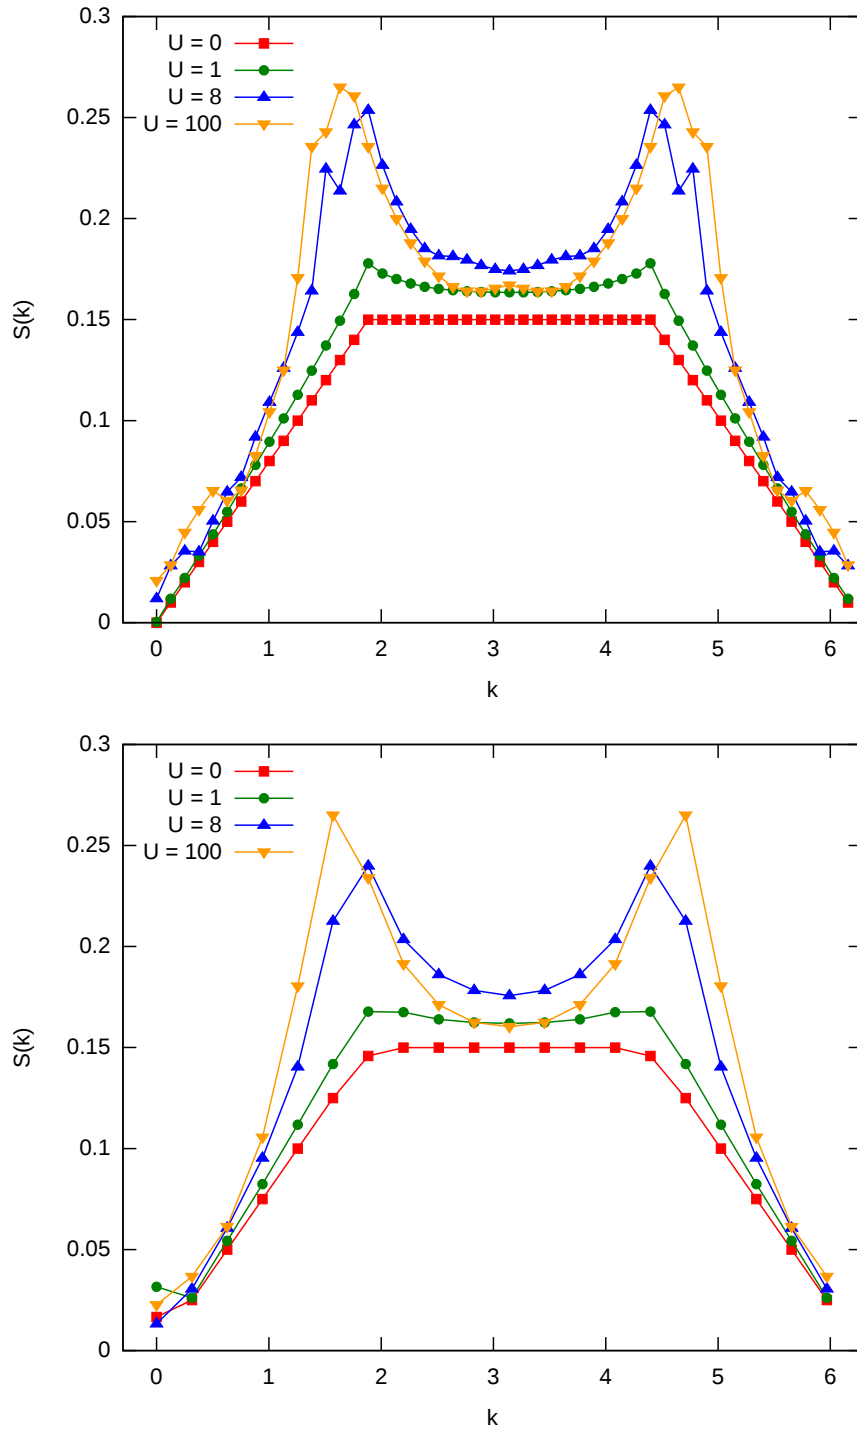 0.3
U = 0
U = 1
U = 8
U = 100
0.25
0.2
S(k)
0.15
0.1
0.05
0
0 1 2 3 4 5 6
k
0.3
U = 0
U = 1
U = 8
U = 100
0.25
0.2
S(k)
0.15
0.1
0.05
0
0 1 2 3 4 5 6
k